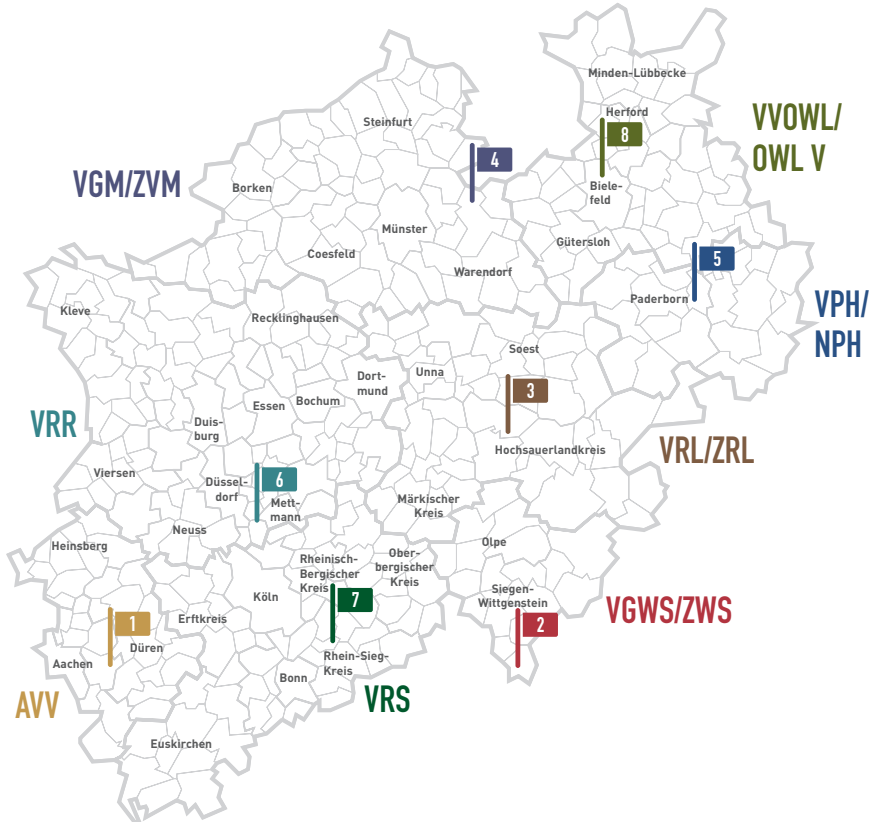 Minden-Lübbecke
Herford
8
VVOWL/
OWL V
Steinfurt
4
VGM/ZVM
Borken
Biele-
feld
Münster
Gütersloh
Coesfeld
Warendorf
5
Paderborn
VPH/
NPH
Kleve
Recklinghausen
Soest
Unna
Dort-
mund
3
Essen
Bochum
VRR
Duis-
burg
Hochsauerlandkreis
VRL/ZRL
Viersen
Düssel-
dorf
6
Mett-
mann
Märkischer
Kreis
Neuss
Heinsberg
Olpe
Rheinisch-
Bergischer
Kreis
Ober-
bergischer
Kreis
Köln
7
Siegen-
Wittgenstein
VGWS/ZWS
2
1
Erftkreis
Düren
Aachen
Rhein-Sieg-
Kreis
Bonn
AVV
VRS
Euskirchen